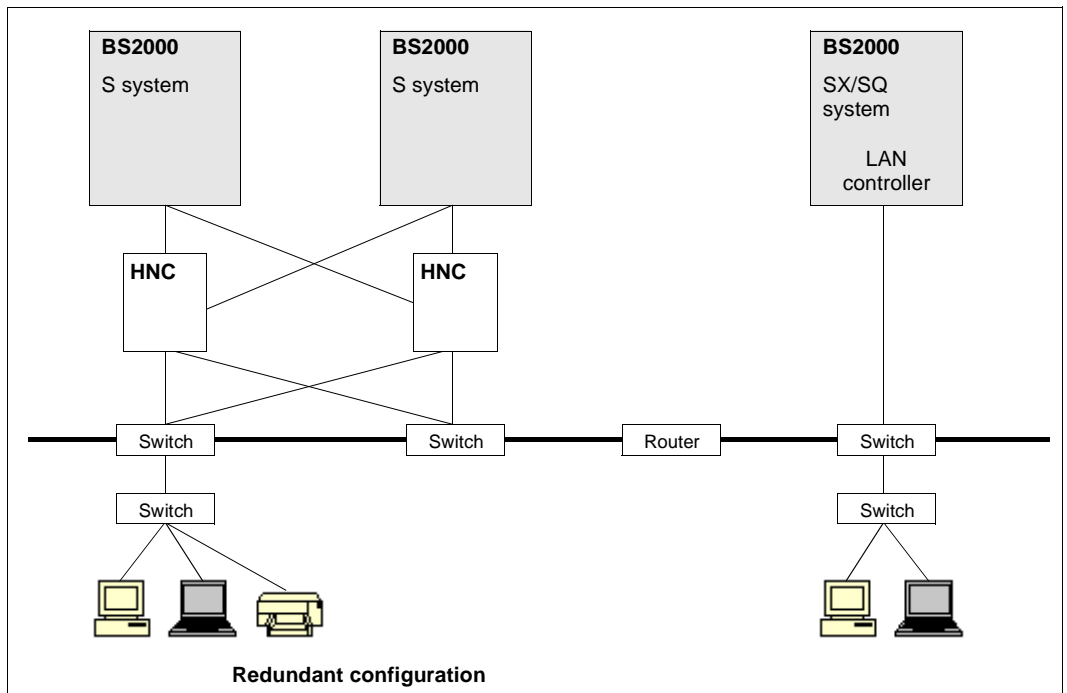 BS2000
S system
BS2000
S system
BS2000
SX/SQ
system
LAN
controller
HNC
HNC
Switch
Switch
Router
Switch
Switch
Switch
Redundant configuration